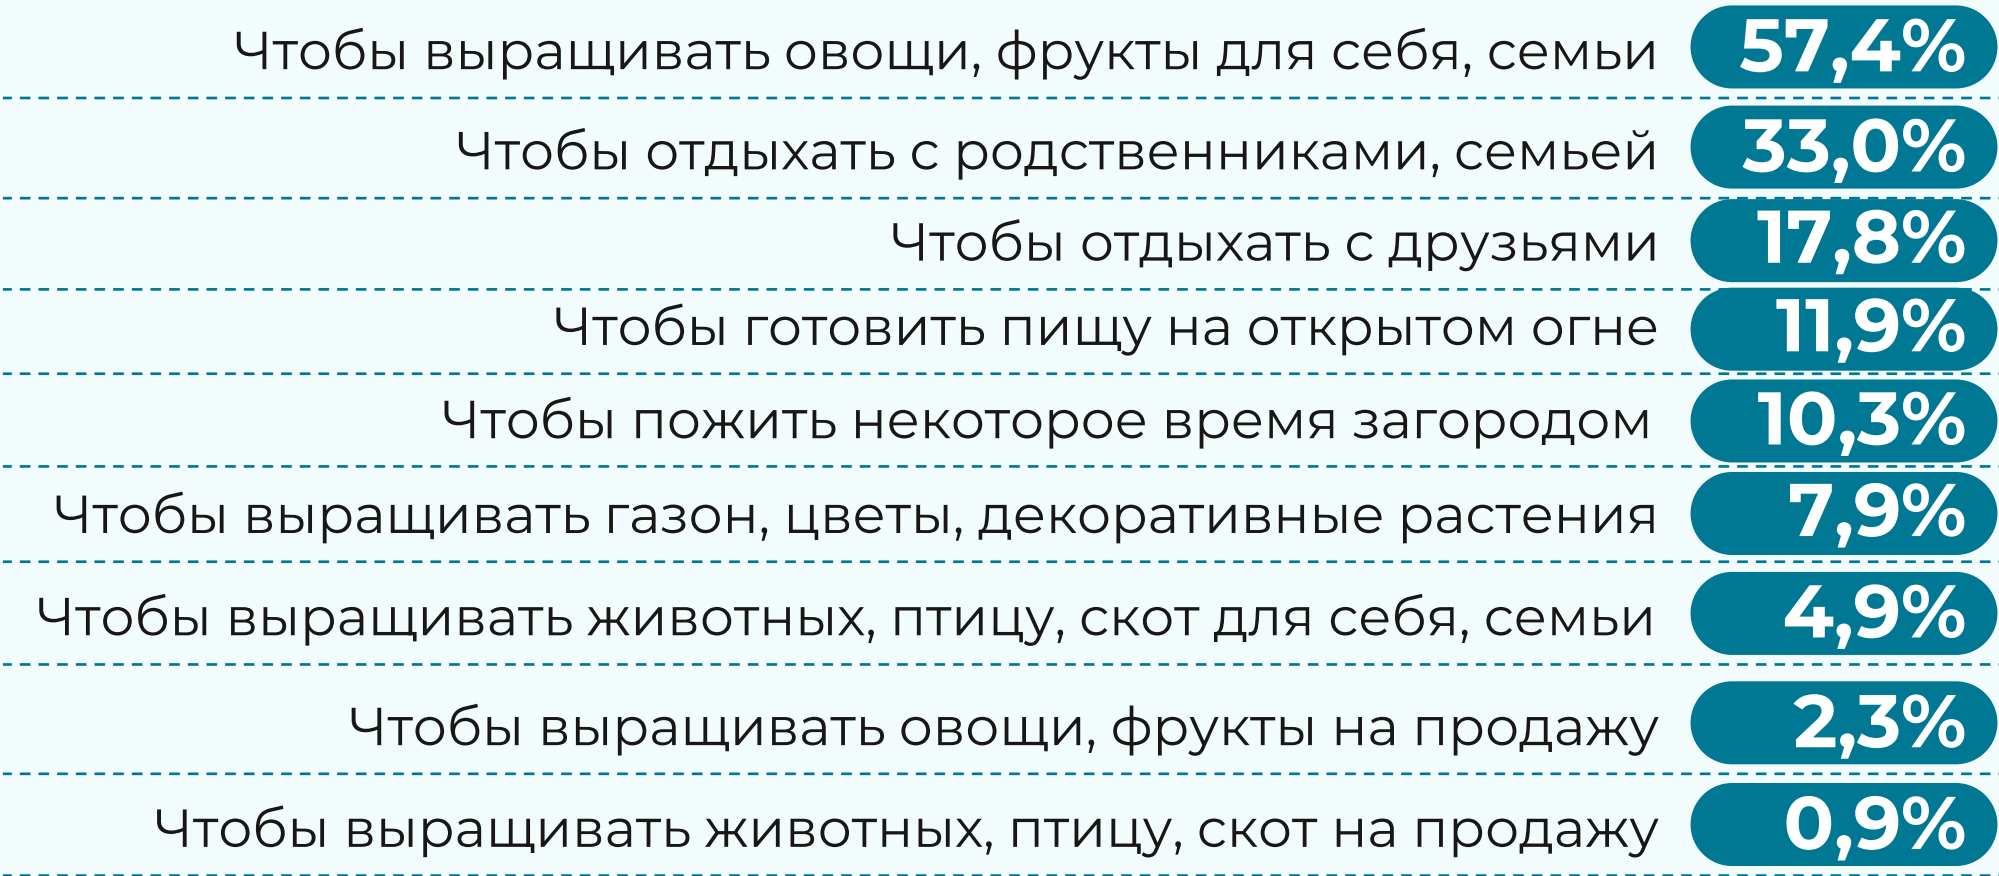 Чтобы выращивать овощи, фрукты для себя, семьи 57,4%
Чтобы отдыхать с родственниками, семьей 33,0%
Чтобы отдыхать с друзьями 17,8%
Чтобы готовить пищу на открытом огне 11,9%
Чтобы пожить некоторое время загородом 10,3%
Чтобы выращивать газон, цветы, декоративные растения 7,9%
Чтобы выращивать животных, птицу, скот для себя, семьи 4,9%
Чтобы выращивать овощи, фрукты на продажу 2,3%
Чтобы выращивать животных, птицу, скот на продажу 0,9%